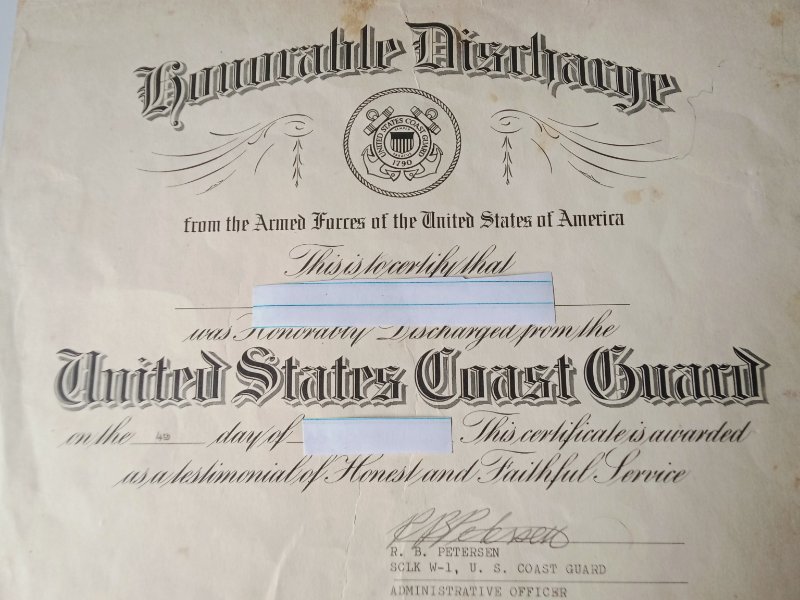 Honorable Discharge
UNITED STATES COAST GUARD
1790
from the Armed Forces of the United States of America
This is to certify that
was Honorably Discharged from the
United States Coast Guard
on the day of This certificate is awarded
as a testimonial of Honest and Faithful Service
R B Petersen
R. B. PETERSEN
SCLK W-1, U. S. COAST GUARD
ADMINISTRATIVE OFFICER